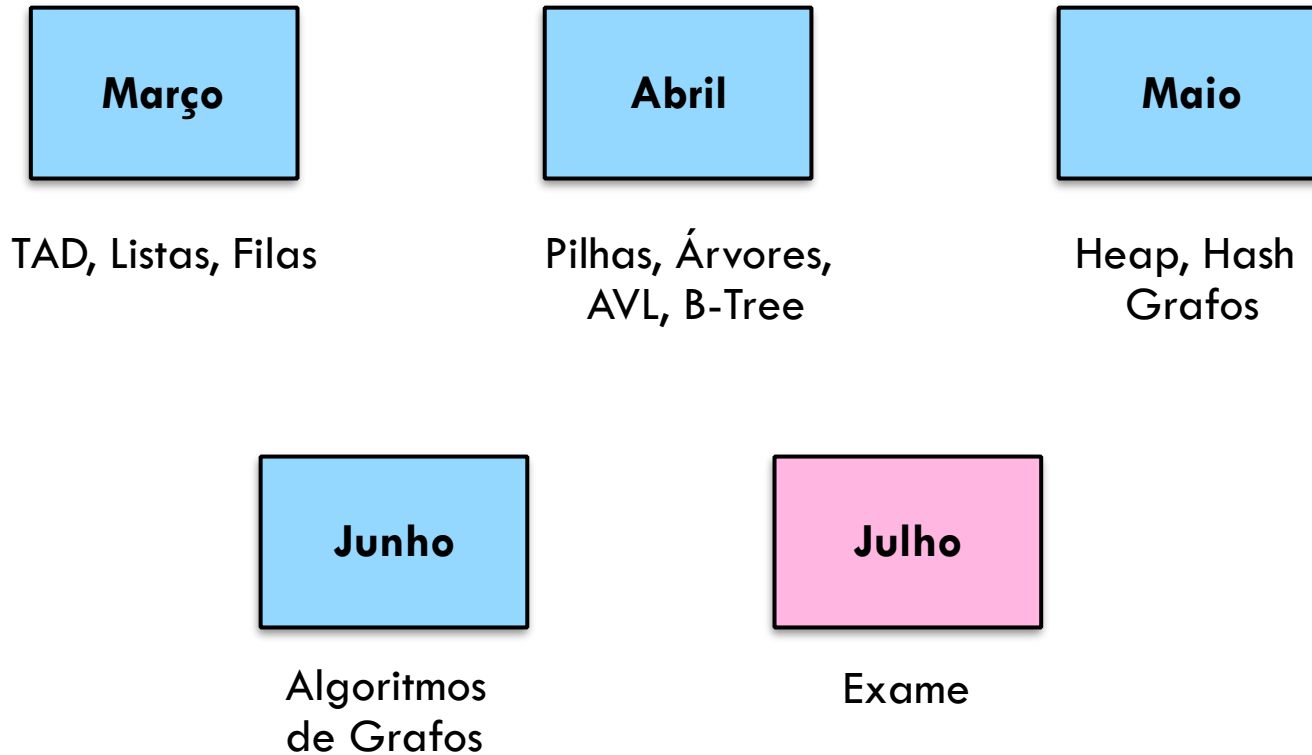 Março
TAD, Listas, Filas
Abril
Pilhas, Árvores,
AVL, B-Tree
Maio
Heap, Hash
Grafos
Junho
Algoritmos
de Grafos
Julho
Exame